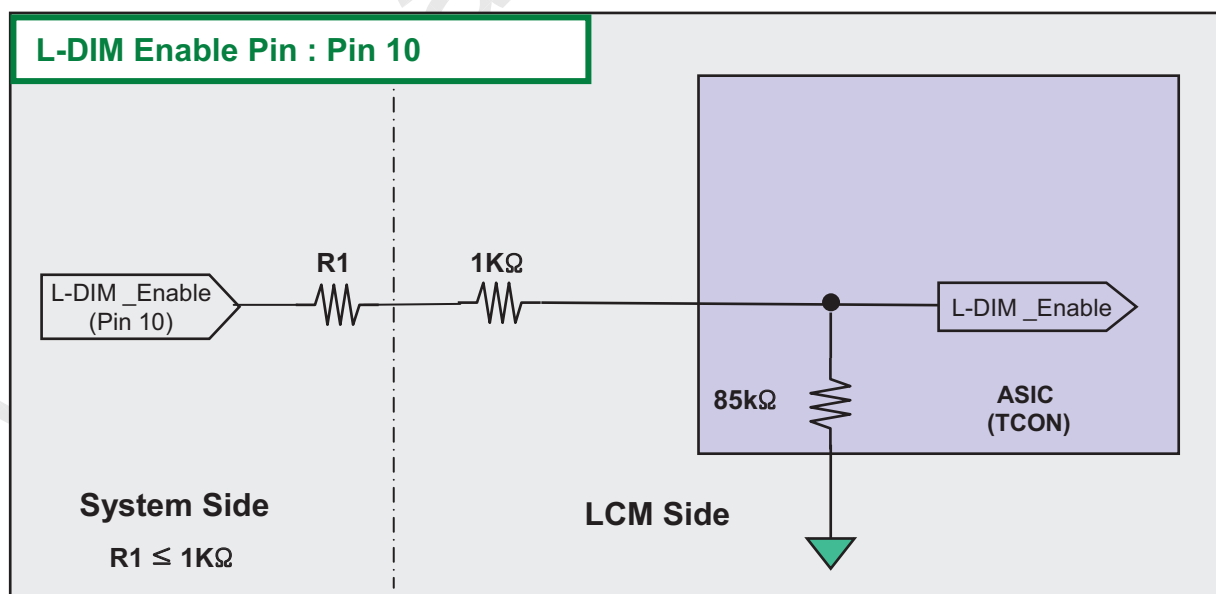 L-DIM Enable Pin : Pin 10
R1
1KΩ
L-DIM _Enable
(Pin 10)
L-DIM _Enable
85kΩ
ASIC
(TCON)
System Side
LCM Side
R1 ≤ 1KΩ